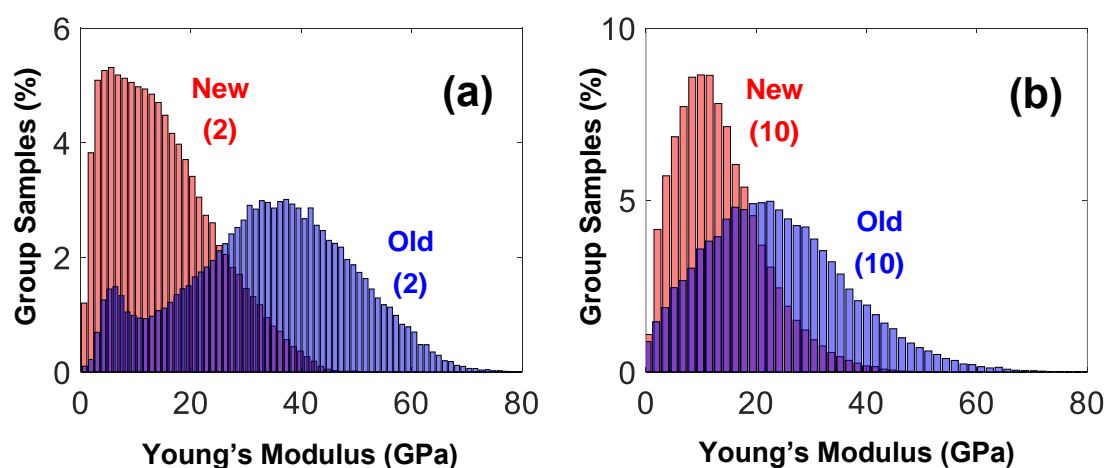 6
4
2
0
0
20
40
60
80
Group Samples (%)
Young's Modulus (GPa)
(a)
New
(2)
Old
(2)
10
5
0
0
20
40
60
80
Group Samples (%)
Young's Modulus (GPa)
(b)
New
(10)
Old
(10)